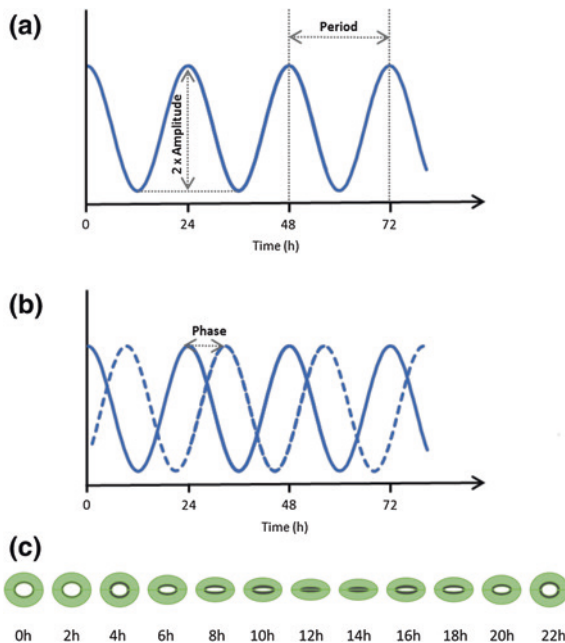 (a)
Period
2 x Amplitude
0 24 48 72
Time (h)
(b)
Phase
0 24 48 72
Time (h)
(c)
0h 2h 4h 6h 8h 10h 12h 14h 16h 18h 20h 22h